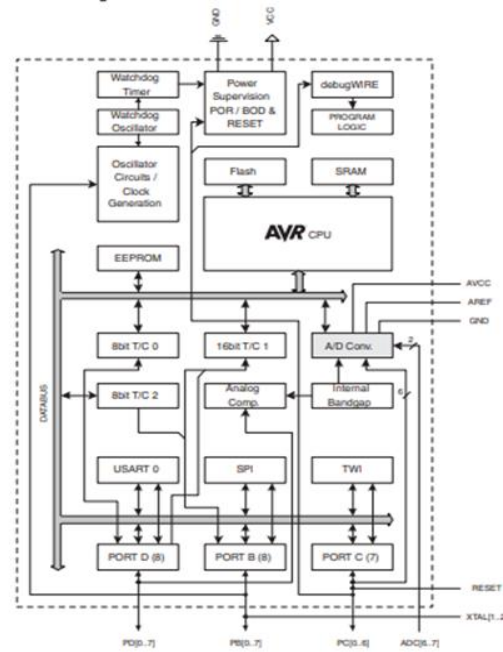 GND
VCC
Watchdog
Timer
Watchdog
Oscillator
Oscillator
Circuits /
Clock
Generation
Power
Supervision
POR / BOD &
RESET
debugWIRE
PROGRAM
LOGIC
Flash
SRAM
AVR CPU
EEPROM
AVCC
AREF
GND
8bit T/C 0
16bit T/C 1
A/D Conv.
2
DATABUS
8bit T/C 2
Analog
Comp.
Internal
Bandgap
6
USART 0
SPI
TWI
PORT D (8)
PORT B (8)
PORT C (7)
RESET
XTAL[1..2]
PD[0..7]
PB[0..7]
PC[0..6]
ADC[6..7]